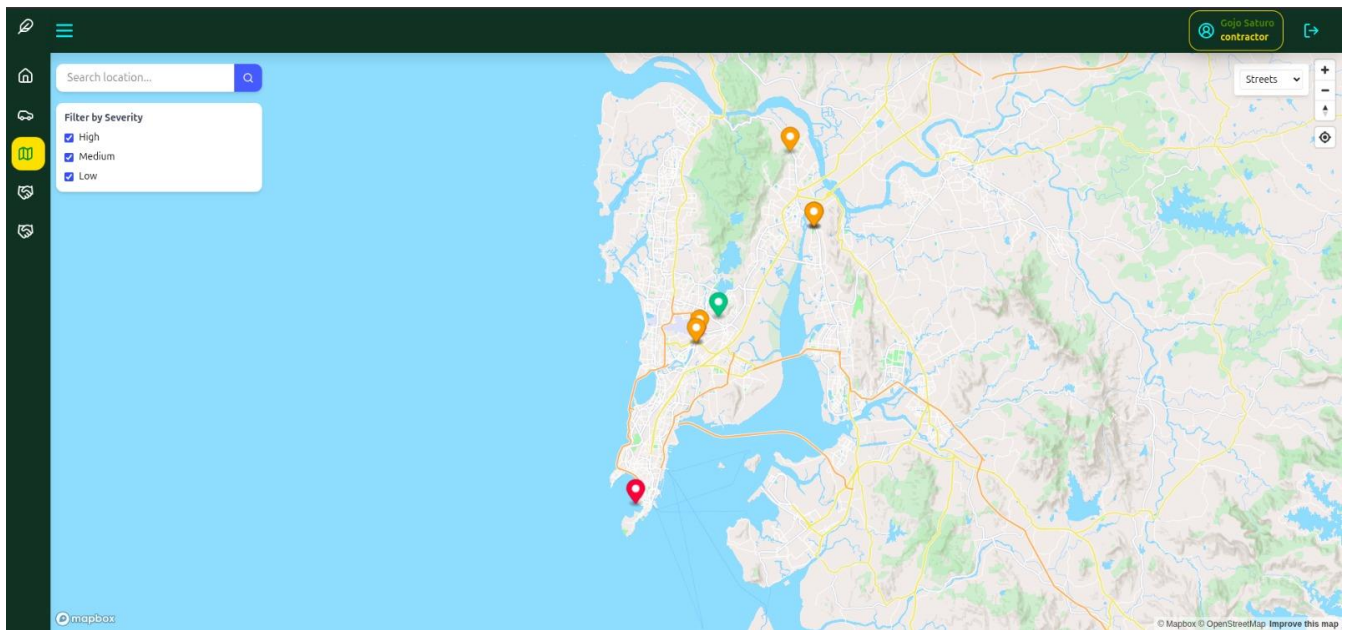 Gojo Saturo
contractor
Search location...
Streets
Filter by Severity
High
Medium
Low
mapbox
© Mapbox © OpenStreetMap Improve this map